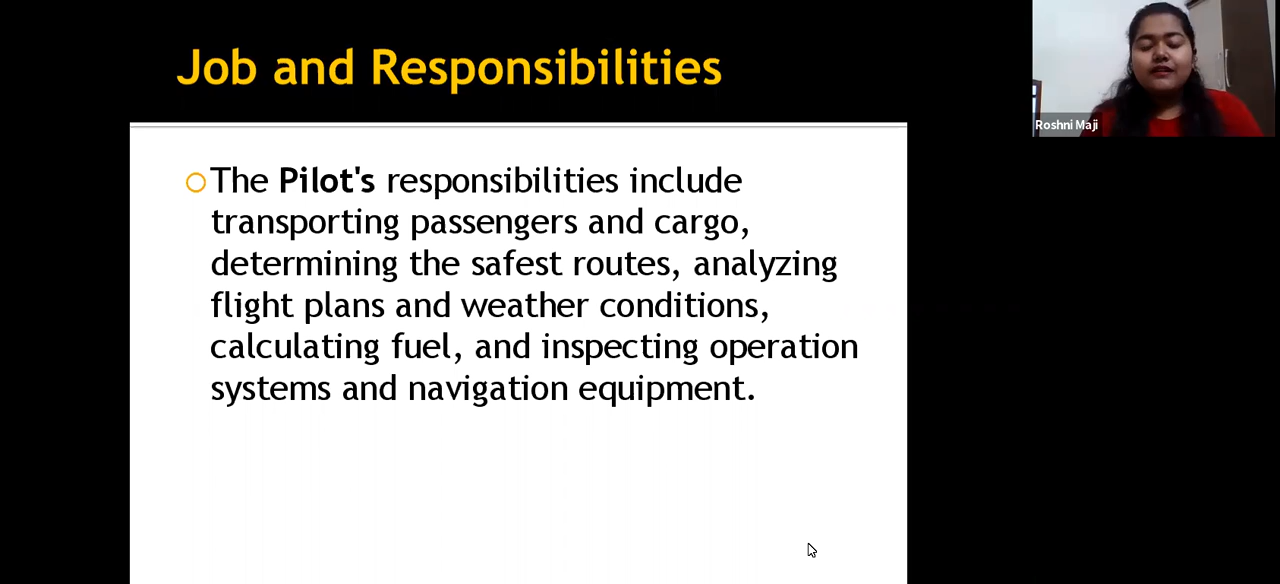 Job and Responsibilities
The Pilot's responsibilities include
transporting passengers and cargo,
determining the safest routes, analyzing
flight plans and weather conditions,
calculating fuel, and inspecting operation
systems and navigation equipment.
Roshni Maji